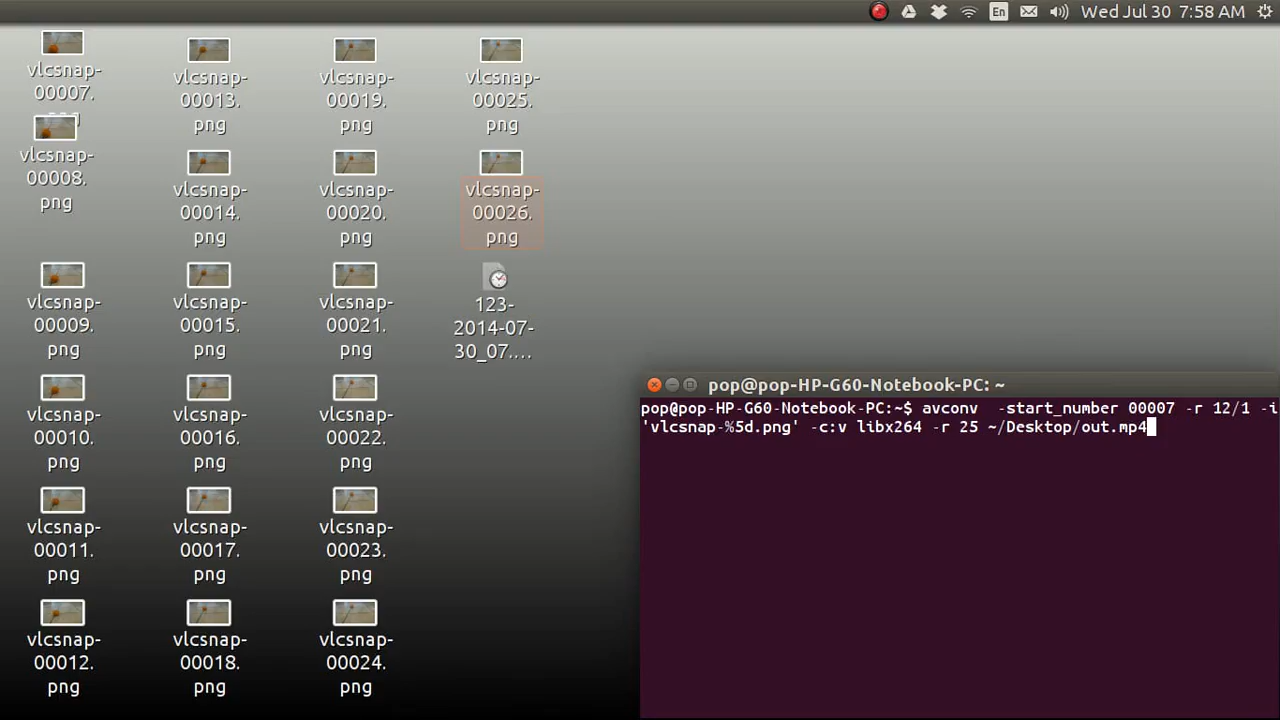 En
Wed Jul 30 7:58 AM
vlcsnap-
00007.
vlcsnap-
00008.
png
vlcsnap-
00009.
png
vlcsnap-
00010.
png
vlcsnap-
00011.
png
vlcsnap-
00012.
png
vlcsnap-
00013.
png
vlcsnap-
00014.
png
vlcsnap-
00015.
png
vlcsnap-
00016.
png
vlcsnap-
00017.
png
vlcsnap-
00018.
png
vlcsnap-
00019.
png
vlcsnap-
00020.
png
vlcsnap-
00021.
png
vlcsnap-
00022.
png
vlcsnap-
00023.
png
vlcsnap-
00024.
png
vlcsnap-
00025.
png
vlcsnap-
00026.
png
123-
2014-07-
30_07....
pop@pop-HP-G60-Notebook-PC: ~
pop@pop-HP-G60-Notebook-PC:~$ avconv  -start_number 00007 -r 12/1 -i
'vlcsnap-%5d.png' -c:v libx264 -r 25 ~/Desktop/out.mp4